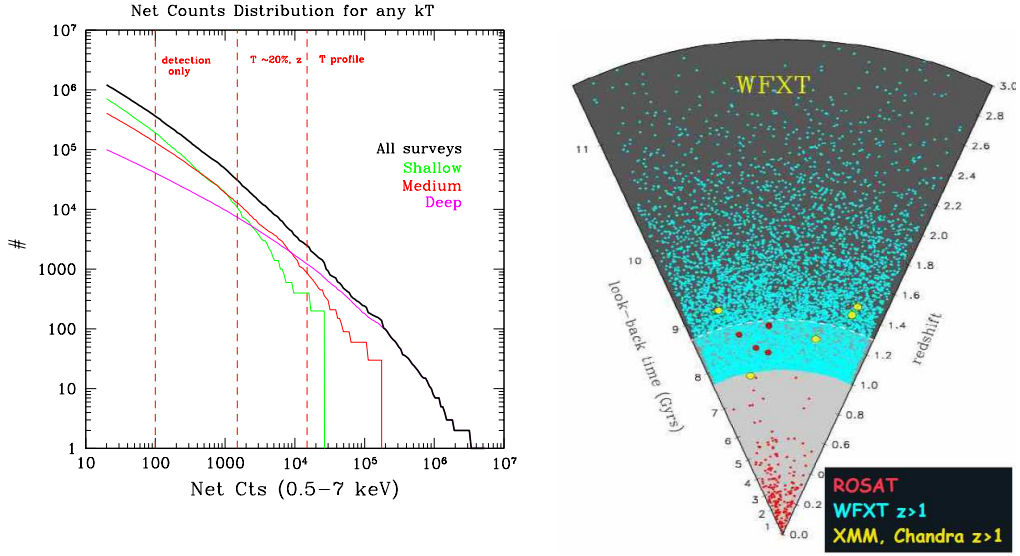 Net Counts Distribution for any kT
10⁷
10⁶
10⁵
10⁴
1000
100
10
1
#
detection
only
T ~20%, z
T profile
All surveys
Shallow
Medium
Deep
10
100
1000
10⁴
10⁵
10⁶
10⁷
Net Cts (0.5-7 keV)
WFXT
3.0
2.8
2.6
2.4
2.2
2.0
1.8
1.6
1.4
1.2
1.0
0.8
0.6
0.4
0.2
0.0
redshift
11
10
9
8
7
6
5
4
3
2
1
look-back time (Gyrs)
ROSAT
WFXT z>1
XMM, Chandra z>1